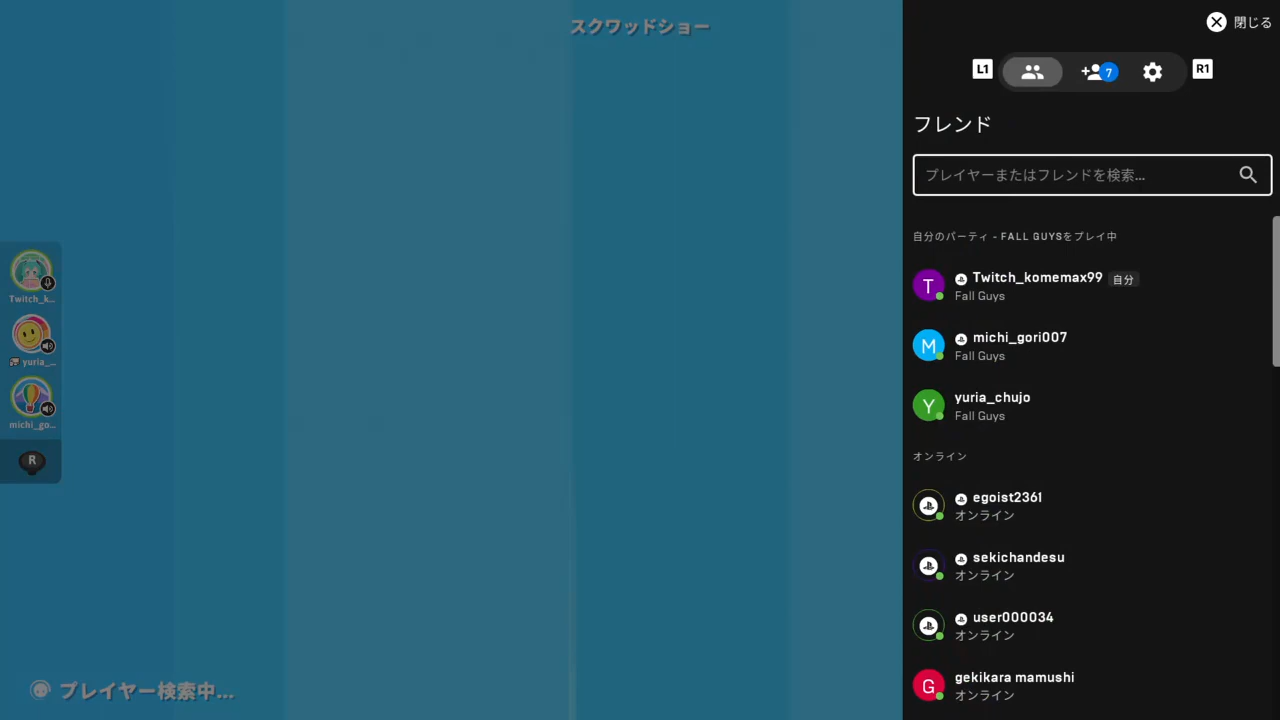 スクワッドショー
閉じる
L1
7
R1
フレンド
プレイヤーまたはフレンドを検索...
自分のパーティ - FALL GUYSをプレイ中
T
Twitch_komemax99 自分
Fall Guys
M
michi_gori007
Fall Guys
Y
yuria_chujo
Fall Guys
オンライン
egoist2361
オンライン
sekichandesu
オンライン
user000034
オンライン
G
gekikara mamushi
オンライン
Twitch_k...
yuria_...
michi_go...
R
プレイヤー検索中...